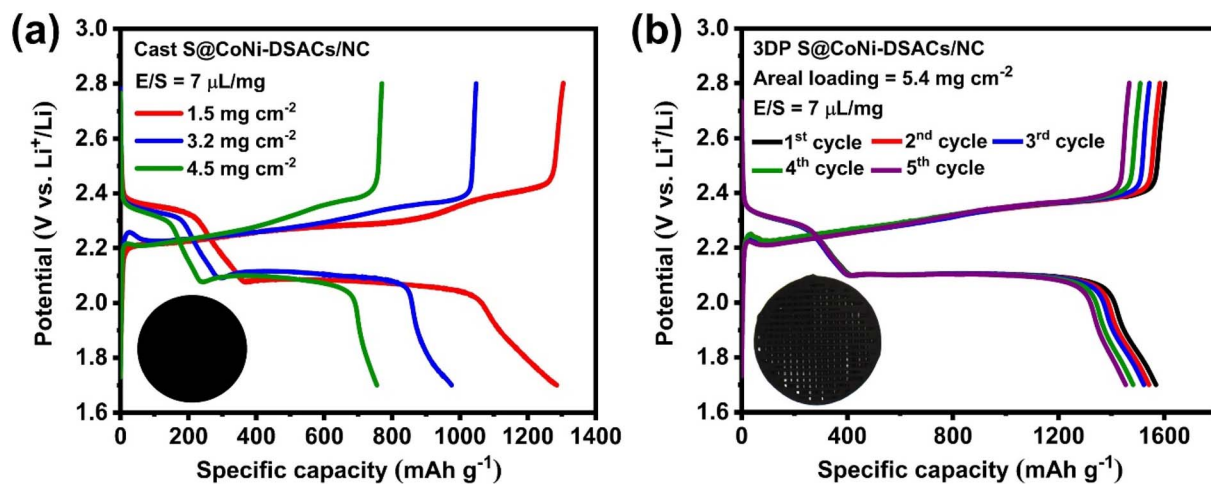 (a)
Cast S@CoNi-DSACs/NC
E/S = 7 μL/mg
1.5 mg cm⁻²
3.2 mg cm⁻²
4.5 mg cm⁻²
Potential (V vs. Li⁺/Li)
3.0
2.8
2.6
2.4
2.2
2.0
1.8
1.6
0 200 400 600 800 1000 1200 1400
Specific capacity (mAh g⁻¹)
(b)
3DP S@CoNi-DSACs/NC
Areal loading = 5.4 mg cm⁻²
E/S = 7 μL/mg
1ˢᵗ cycle 2ⁿᵈ cycle 3ʳᵈ cycle
4ᵗʰ cycle 5ᵗʰ cycle
Potential (V vs. Li⁺/Li)
3.0
2.8
2.6
2.4
2.2
2.0
1.8
1.6
0 400 800 1200 1600
Specific capacity (mAh g⁻¹)